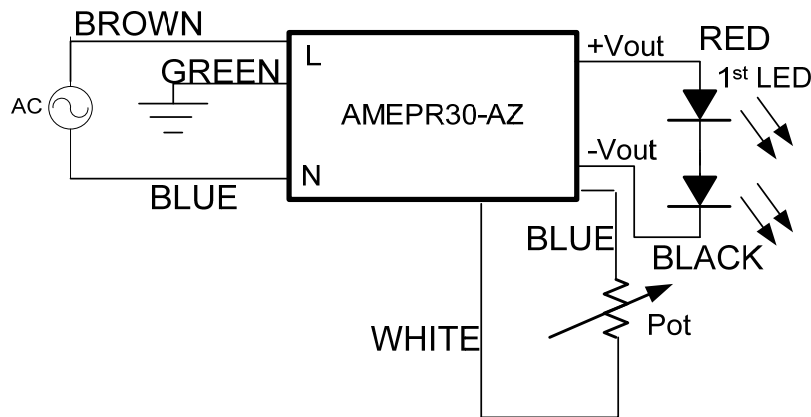 BROWN
L
GREEN
AC
AMEPR30-AZ
N
BLUE
+Vout
RED
1st LED
-Vout
BLUE
BLACK
WHITE
Pot